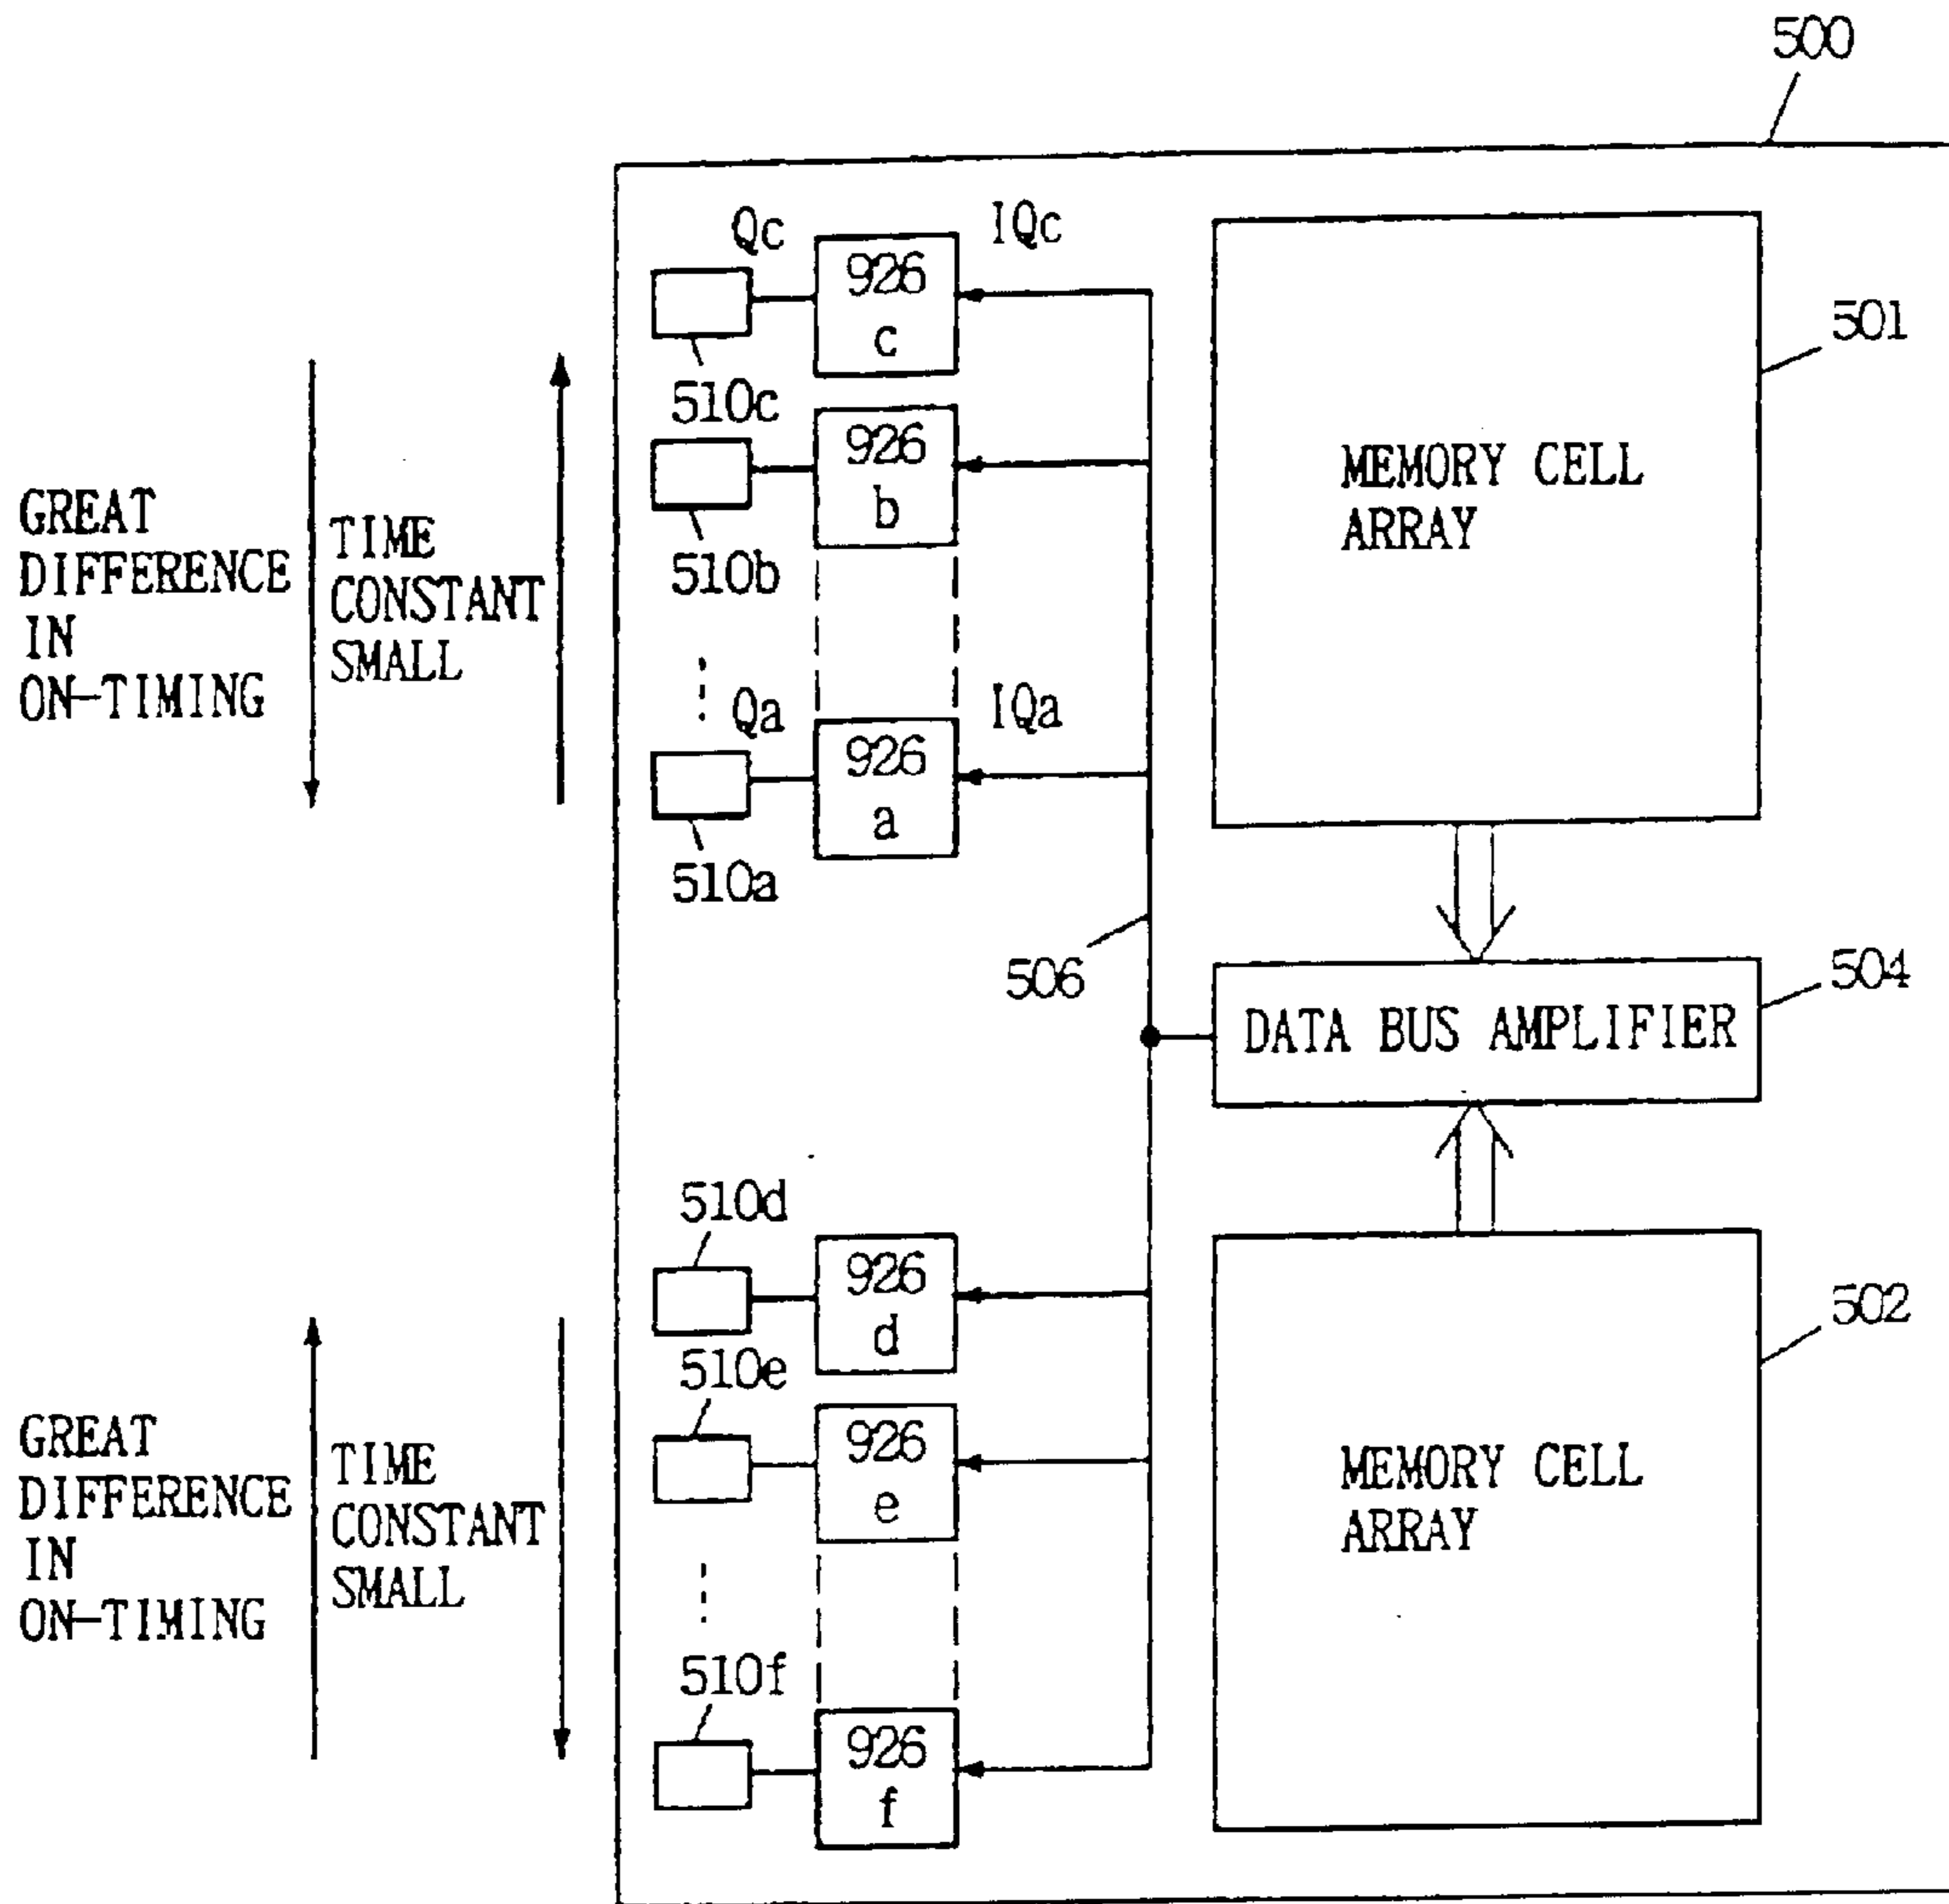 500
Qc
926
c
IQc
510c
501
926
b
510b
MEMORY CELL
ARRAY
GREAT
DIFFERENCE
IN
ON-TIMING
TIME
CONSTANT
SMALL
Qa
926
a
IQa
510a
506
504
DATA BUS AMPLIFIER
510d
926
d
510e
502
926
e
MEMORY CELL
ARRAY
GREAT
DIFFERENCE
IN
ON-TIMING
TIME
CONSTANT
SMALL
510f
926
f